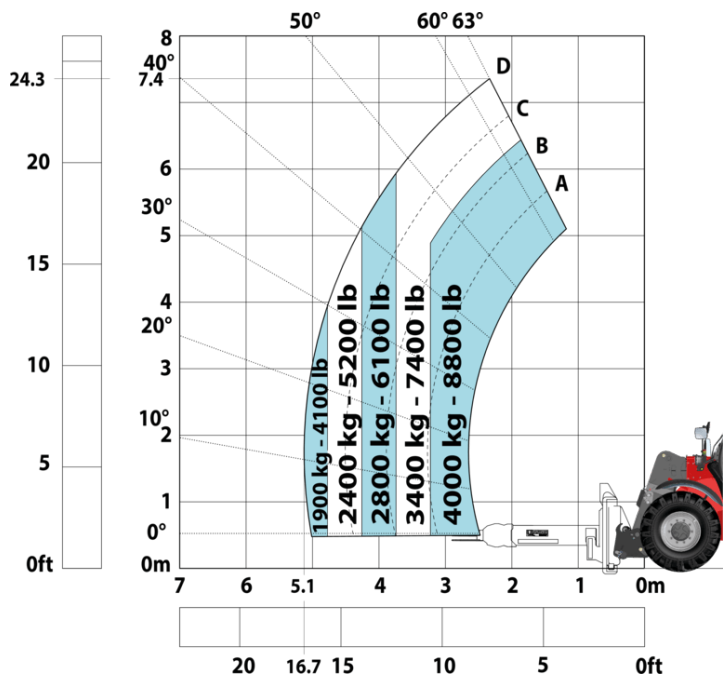 50° 60° 63°
8
40°
24.3 7.4
D
C
B
20 6
A
30°
5
15
4
20°
3
10
10°
2
5
1
0°
0ft 0m
1900 kg - 4100 lb
2400 kg - 5200 lb
2800 kg - 6100 lb
3400 kg - 7400 lb
4000 kg - 8800 lb
7 6 5.1 4 3 2 1 0m
20 16.7 15 10 5 0ft